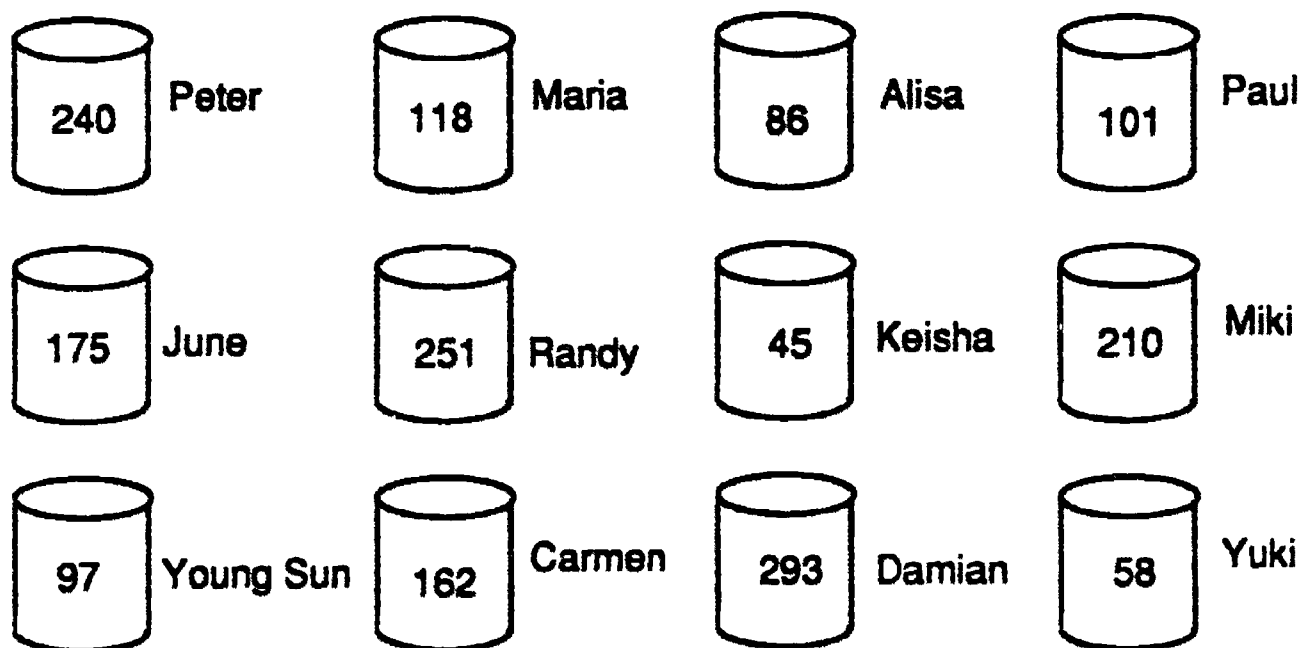 240 Peter
118 Maria
86 Alisa
101 Paul
175 June
251 Randy
45 Keisha
210 Miki
97 Young Sun
162 Carmen
293 Damian
58 Yuki